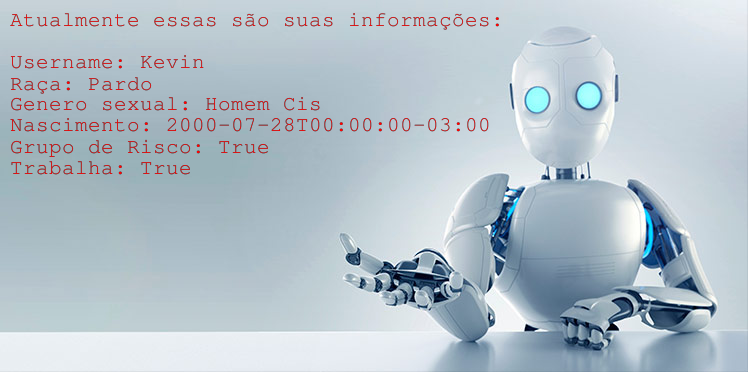 Atualmente essas são suas informações:
Username: Kevin
Raça: Pardo
Genero sexual: Homem Cis
Nascimento: 2000-07-28T00:00:00-03:00
Grupo de Risco: True
Trabalha: True